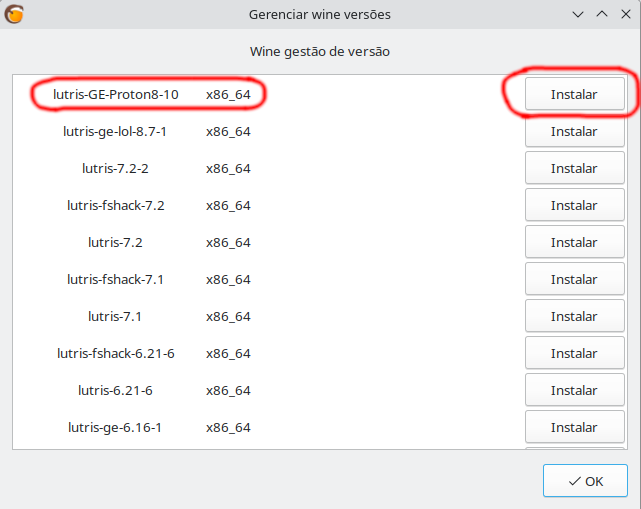 Gerenciar wine versões
Wine gestão de versão
lutris-GE-Proton8-10 x86_64 Instalar
lutris-ge-lol-8.7-1 x86_64 Instalar
lutris-7.2-2 x86_64 Instalar
lutris-fshack-7.2 x86_64 Instalar
lutris-7.2 x86_64 Instalar
lutris-fshack-7.1 x86_64 Instalar
lutris-7.1 x86_64 Instalar
lutris-fshack-6.21-6 x86_64 Instalar
lutris-6.21-6 x86_64 Instalar
lutris-ge-6.16-1 x86_64 Instalar
OK